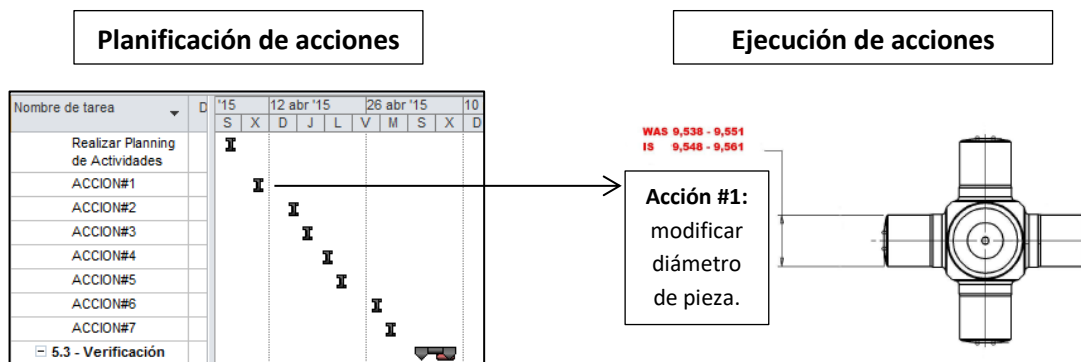 Planificación de acciones
Ejecución de acciones
Nombre de tarea D '15 12 abr '15 26 abr '15 10
S X D J L V M S X D
Realizar Planning
de Actividades
ACCION#1
ACCION#2
ACCION#3
ACCION#4
ACCION#5
ACCION#6
ACCION#7
5.3 - Verificación
WAS 9,538 - 9,551
IS 9,548 - 9,561
Acción #1:
modificar
diámetro
de pieza.